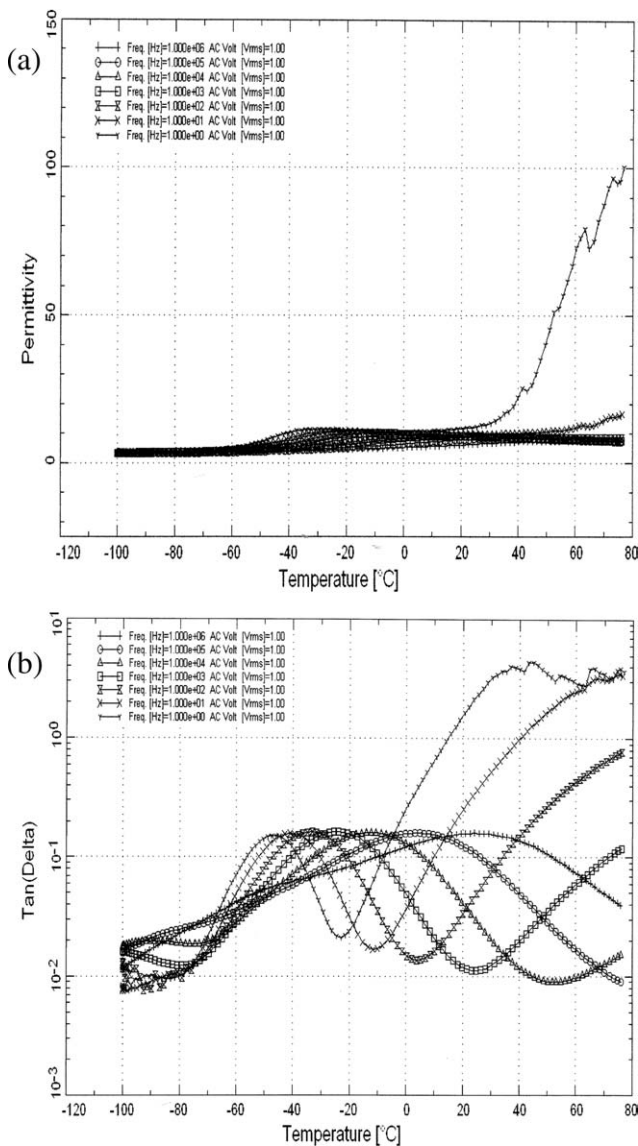 (a)
150
100
50
0
Permittivity
Freq. [Hz]=1.000e+06 AC Volt [Vrms]=1.00
Freq. [Hz]=1.000e+05 AC Volt [Vrms]=1.00
Freq. [Hz]=1.000e+04 AC Volt [Vrms]=1.00
Freq. [Hz]=1.000e+03 AC Volt [Vrms]=1.00
Freq. [Hz]=1.000e+02 AC Volt [Vrms]=1.00
Freq. [Hz]=1.000e+01 AC Volt [Vrms]=1.00
Freq. [Hz]=1.000e+00 AC Volt [Vrms]=1.00
-120 -100 -80 -60 -40 -20 0 20 40 60 80
Temperature [°C]
(b)
10^1
10^0
10^-1
10^-2
10^-3
Tan(Delta)
Freq. [Hz]=1.000e+06 AC Volt [Vrms]=1.00
Freq. [Hz]=1.000e+05 AC Volt [Vrms]=1.00
Freq. [Hz]=1.000e+04 AC Volt [Vrms]=1.00
Freq. [Hz]=1.000e+03 AC Volt [Vrms]=1.00
Freq. [Hz]=1.000e+02 AC Volt [Vrms]=1.00
Freq. [Hz]=1.000e+01 AC Volt [Vrms]=1.00
Freq. [Hz]=1.000e+00 AC Volt [Vrms]=1.00
-120 -100 -80 -60 -40 -20 0 20 40 60 80
Temperature [°C]